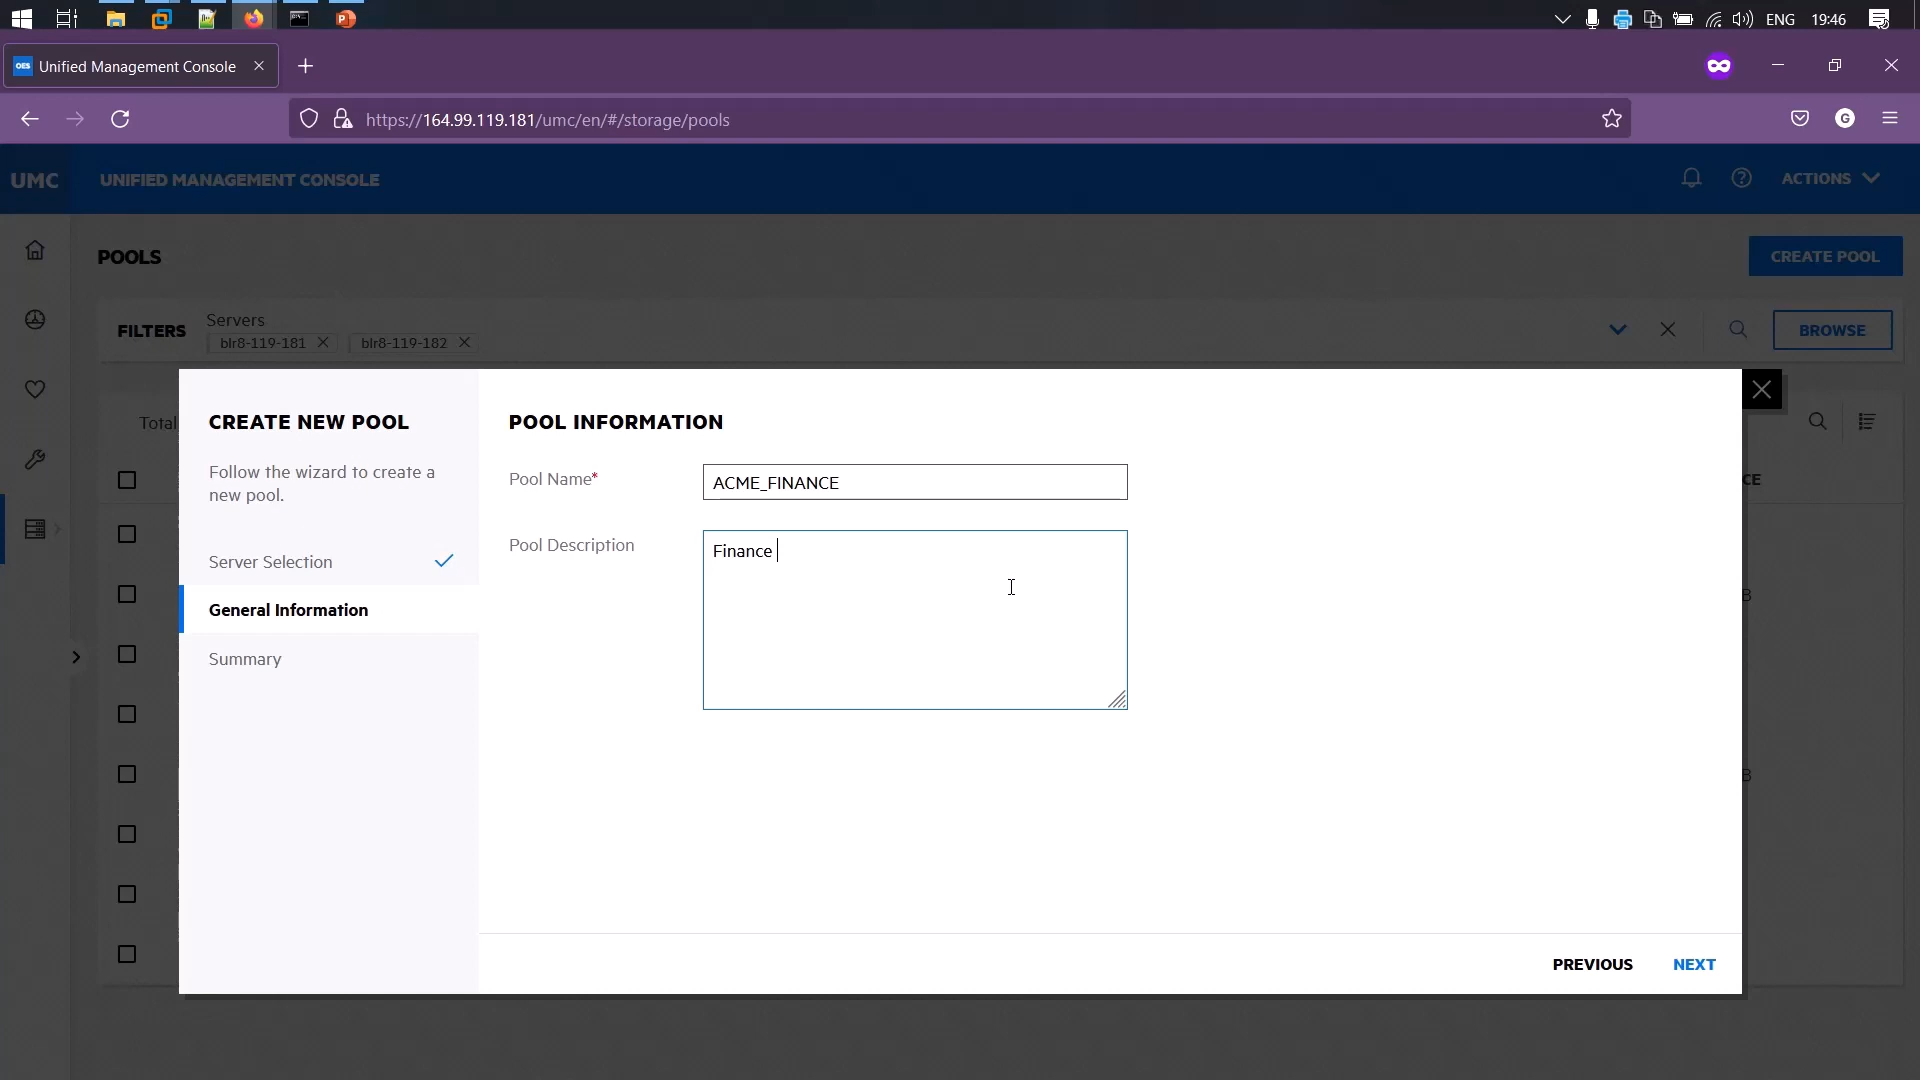 ENG 19:46
OES Unified Management Console
https://164.99.119.181/umc/en/#/storage/pools
G
UMC UNIFIED MANAGEMENT CONSOLE ACTIONS
POOLS
CREATE POOL
FILTERS
Servers
blr8-119-181
blr8-119-182
BROWSE
Total
CE
B
B
CREATE NEW POOL
Follow the wizard to create a
new pool.
Server Selection
General Information
Summary
POOL INFORMATION
Pool Name*
ACME_FINANCE
Pool Description
Finance
PREVIOUS
NEXT